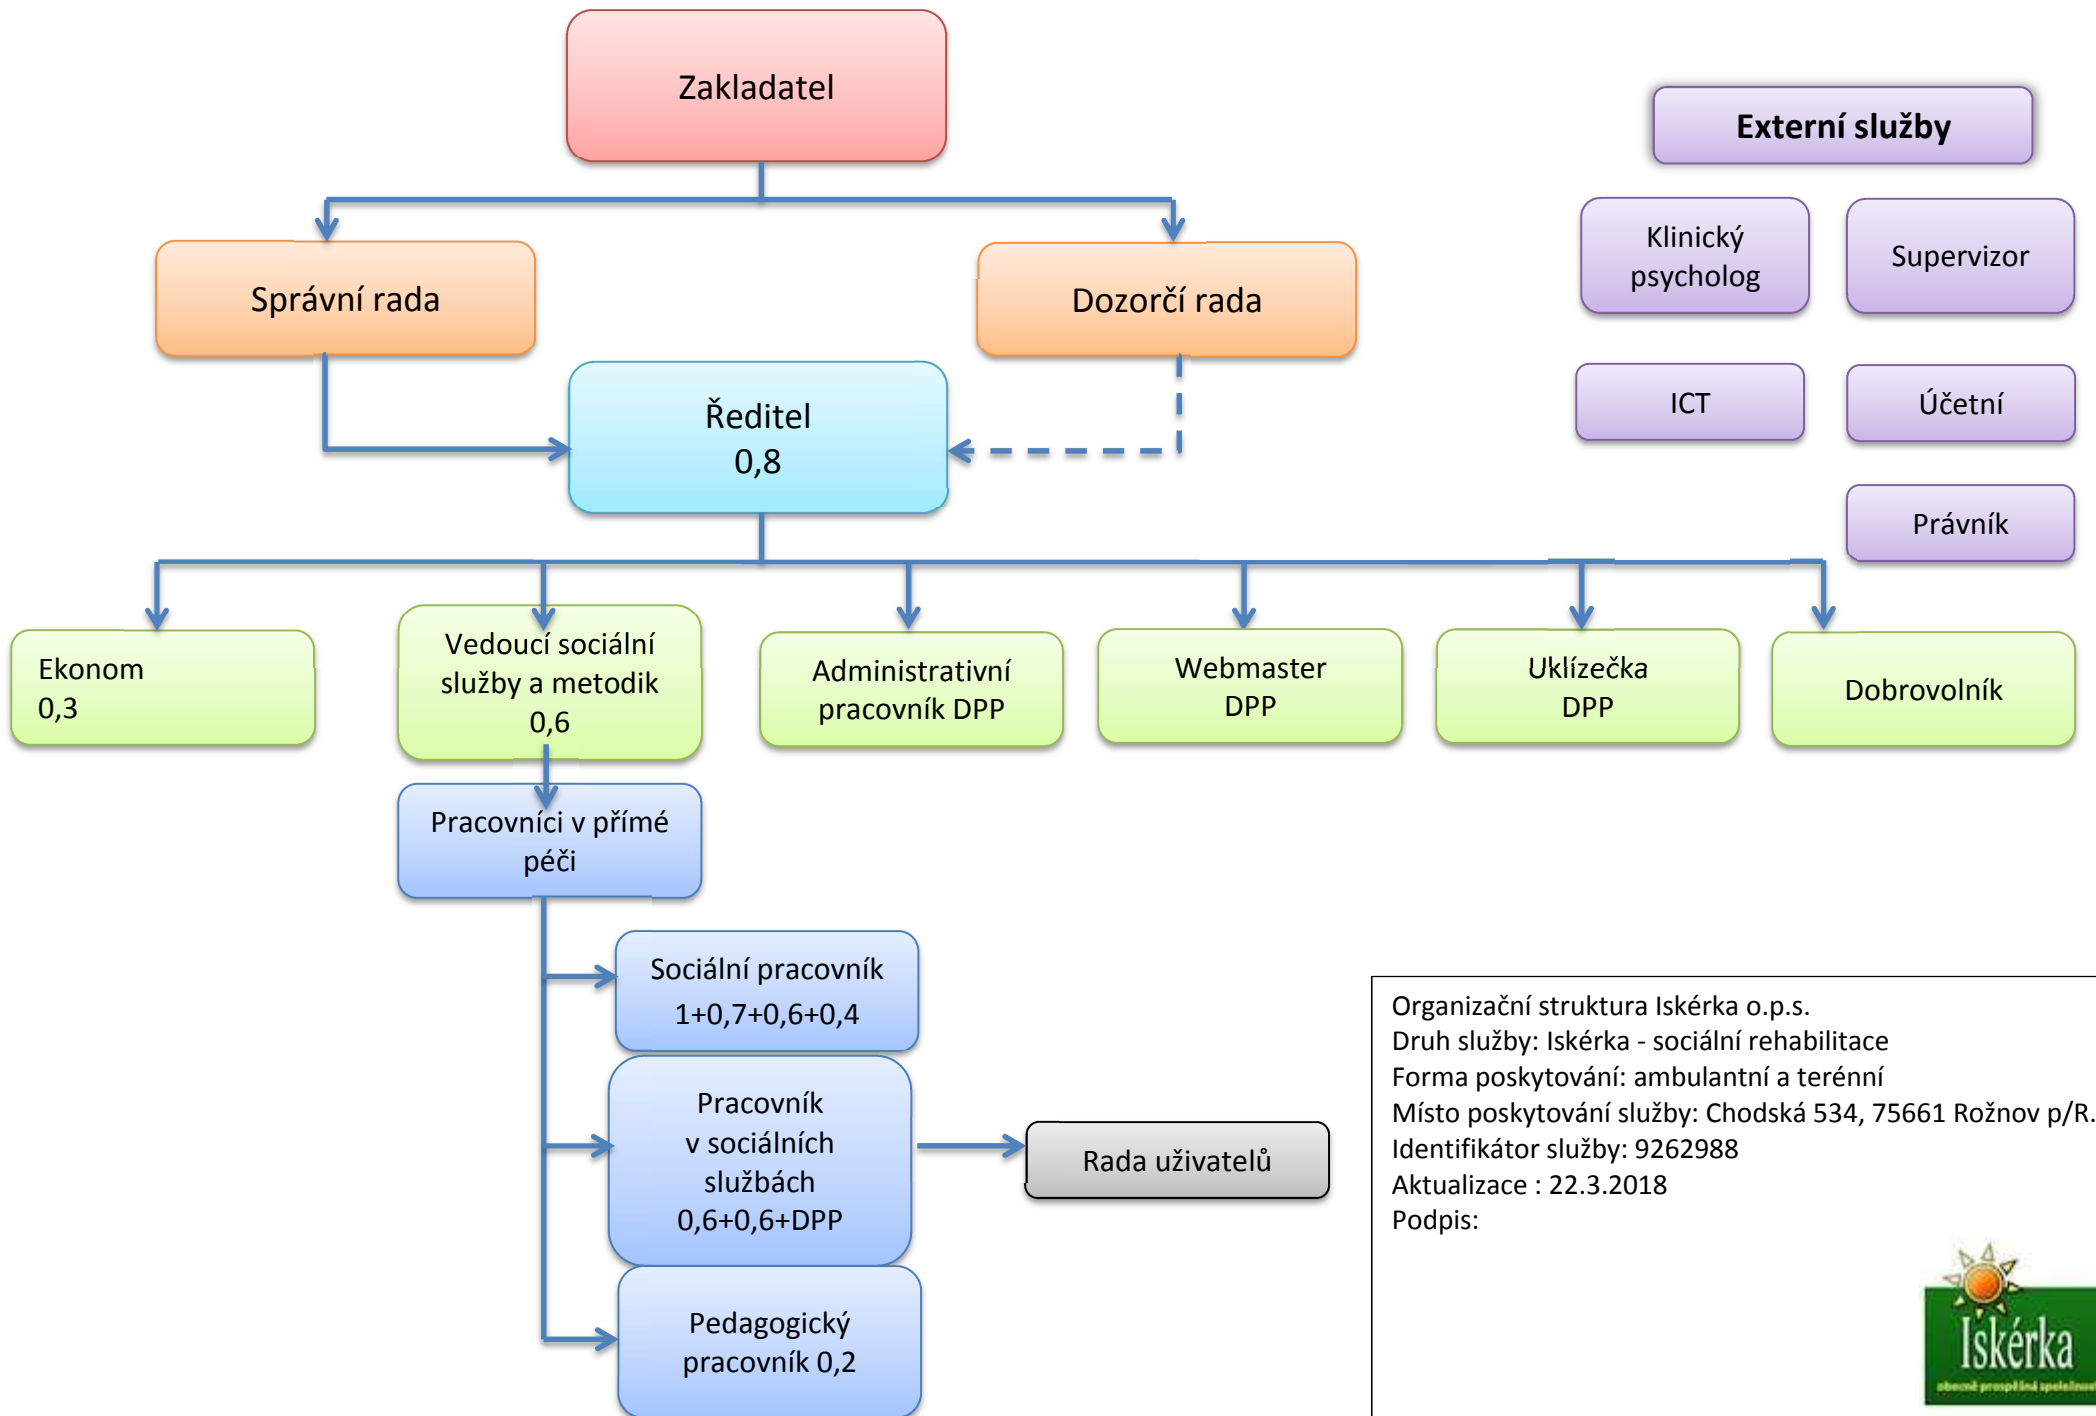 Zakladatel
Externí služby
Klinický
psycholog
Supervizor
Správní rada
Dozorčí rada
ICT
Účetní
Ředitel
0,8
Právník
Ekonom
0,3
Vedoucí sociální
služby a metodik
0,6
Administrativní
pracovník DPP
Webmaster
DPP
Uklízečka
DPP
Dobrovolník
Pracovníci v přímé
péči
Sociální pracovník
1+0,7+0,6+0,4
Pracovník
v sociálních
službách
0,6+0,6+DPP
Rada uživatelů
Pedagogický
pracovník 0,2
Organizační struktura Iskérka o.p.s.
Druh služby: Iskérka - sociální rehabilitace
Forma poskytování: ambulantní a terénní
Místo poskytování služby: Chodská 534, 75661 Rožnov p/R.
Identifikátor služby: 9262988
Aktualizace : 22.3.2018
Podpis:
Iskérka
obecně prospěšná společnost